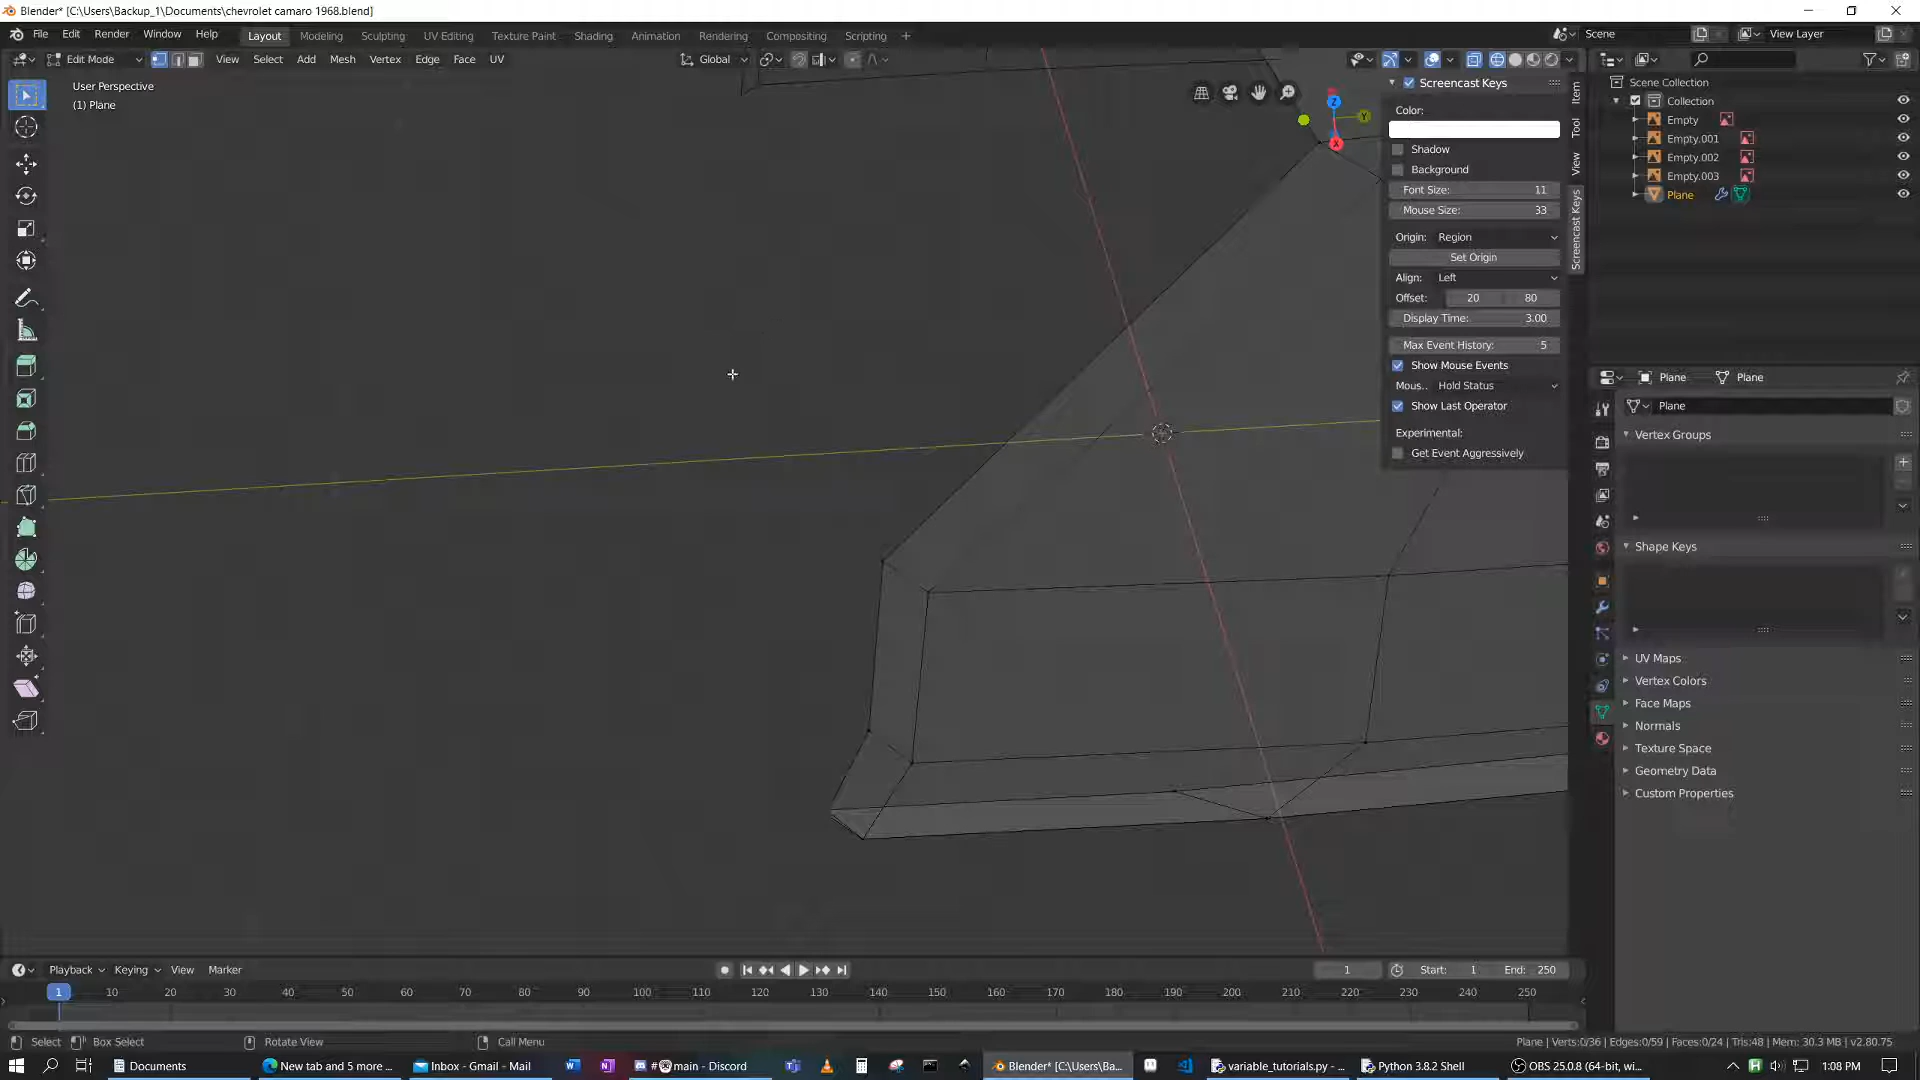 Blender* [C:\Users\Backup_1\Documents\chevrolet camaro 1968.blend]
File Edit Render Window Help
Layout Modeling Sculpting UV Editing Texture Paint Shading Animation Rendering Compositing Scripting +
Scene
View Layer
Edit Mode View Select Add Mesh Vertex Edge Face UV
Global
User Perspective
(1) Plane
Z
Y
X
Screencast Keys
Color:
Shadow
Background
Font Size: 11
Mouse Size: 33
Origin: Region
Set Origin
Align: Left
Offset: 20 80
Display Time: 3.00
Max Event History: 5
Show Mouse Events
Mous.. Hold Status
Show Last Operator
Experimental:
Get Event Aggressively
Item
Tool
View
Screencast Keys
Scene Collection
Collection
Empty
Empty.001
Empty.002
Empty.003
Plane
Plane Plane
Plane
Vertex Groups
Shape Keys
UV Maps
Vertex Colors
Face Maps
Normals
Texture Space
Geometry Data
Custom Properties
Playback Keying View Marker
1 Start: 1 End: 250
1 10 20 30 40 50 60 70 80 90 100 110 120 130 140 150 160 170 180 190 200 210 220 230 240 250
Select Box Select Rotate View Call Menu
Plane | Verts:0/36 | Edges:0/59 | Faces:0/24 | Tris:48 | Mem: 30.3 MB | v2.80.75
Documents
New tab and 5 more ...
Inbox - Gmail - Mail
main - Discord
Blender* [C:\Users\Ba...
variable_tutorials.py - ...
Python 3.8.2 Shell
OBS 25.0.8 (64-bit, wi...
1:08 PM